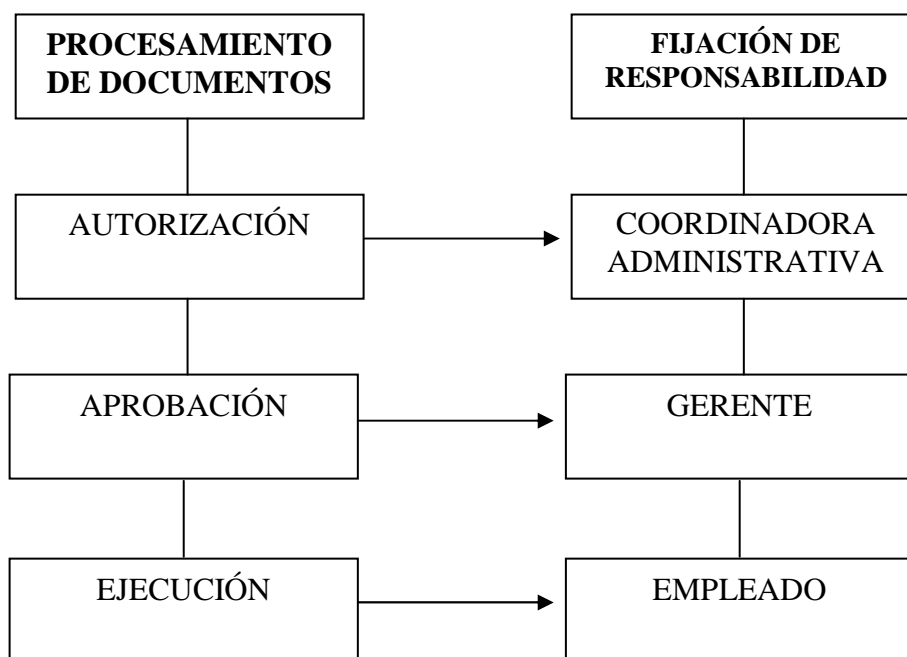 PROCESAMIENTO
DE DOCUMENTOS
FIJACIÓN DE
RESPONSABILIDAD
AUTORIZACIÓN
COORDINADORA
ADMINISTRATIVA
APROBACIÓN
GERENTE
EJECUCIÓN
EMPLEADO